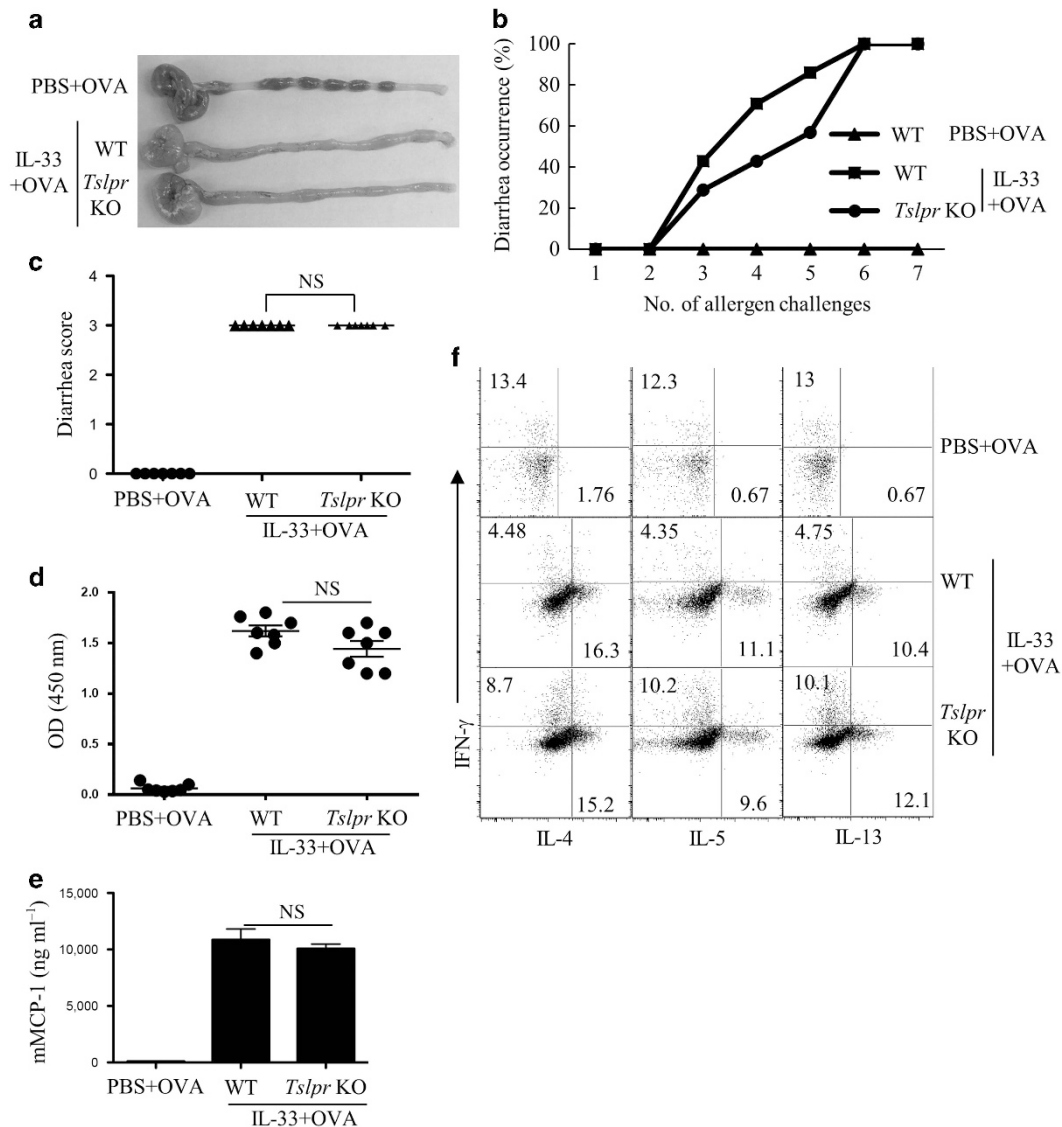 a
PBS+OVA
IL-33
+OVA
WT
Tslpr
KO
b
Diarrhea occurrence (%)
100
80
60
40
20
0
1 2 3 4 5 6 7
No. of allergen challenges
WT PBS+OVA
WT
Tslpr KO
IL-33
+OVA
c
Diarrhea score
4
3
2
1
0
NS
PBS+OVA WT Tslpr KO
IL-33+OVA
d
OD (450 nm)
2.0
1.5
1.0
0.5
0.0
NS
PBS+OVA WT Tslpr KO
IL-33+OVA
e
mMCP-1 (ng ml⁻¹)
15,000
10,000
5,000
0
NS
PBS+OVA WT Tslpr KO
IL-33+OVA
f
13.4 12.3 13
PBS+OVA
1.76 0.67 0.67
4.48 4.35 4.75
WT
16.3 11.1 10.4
IL-33
+OVA
8.7 10.2 10.1
Tslpr
KO
15.2 9.6 12.1
IFN-γ
IL-4 IL-5 IL-13